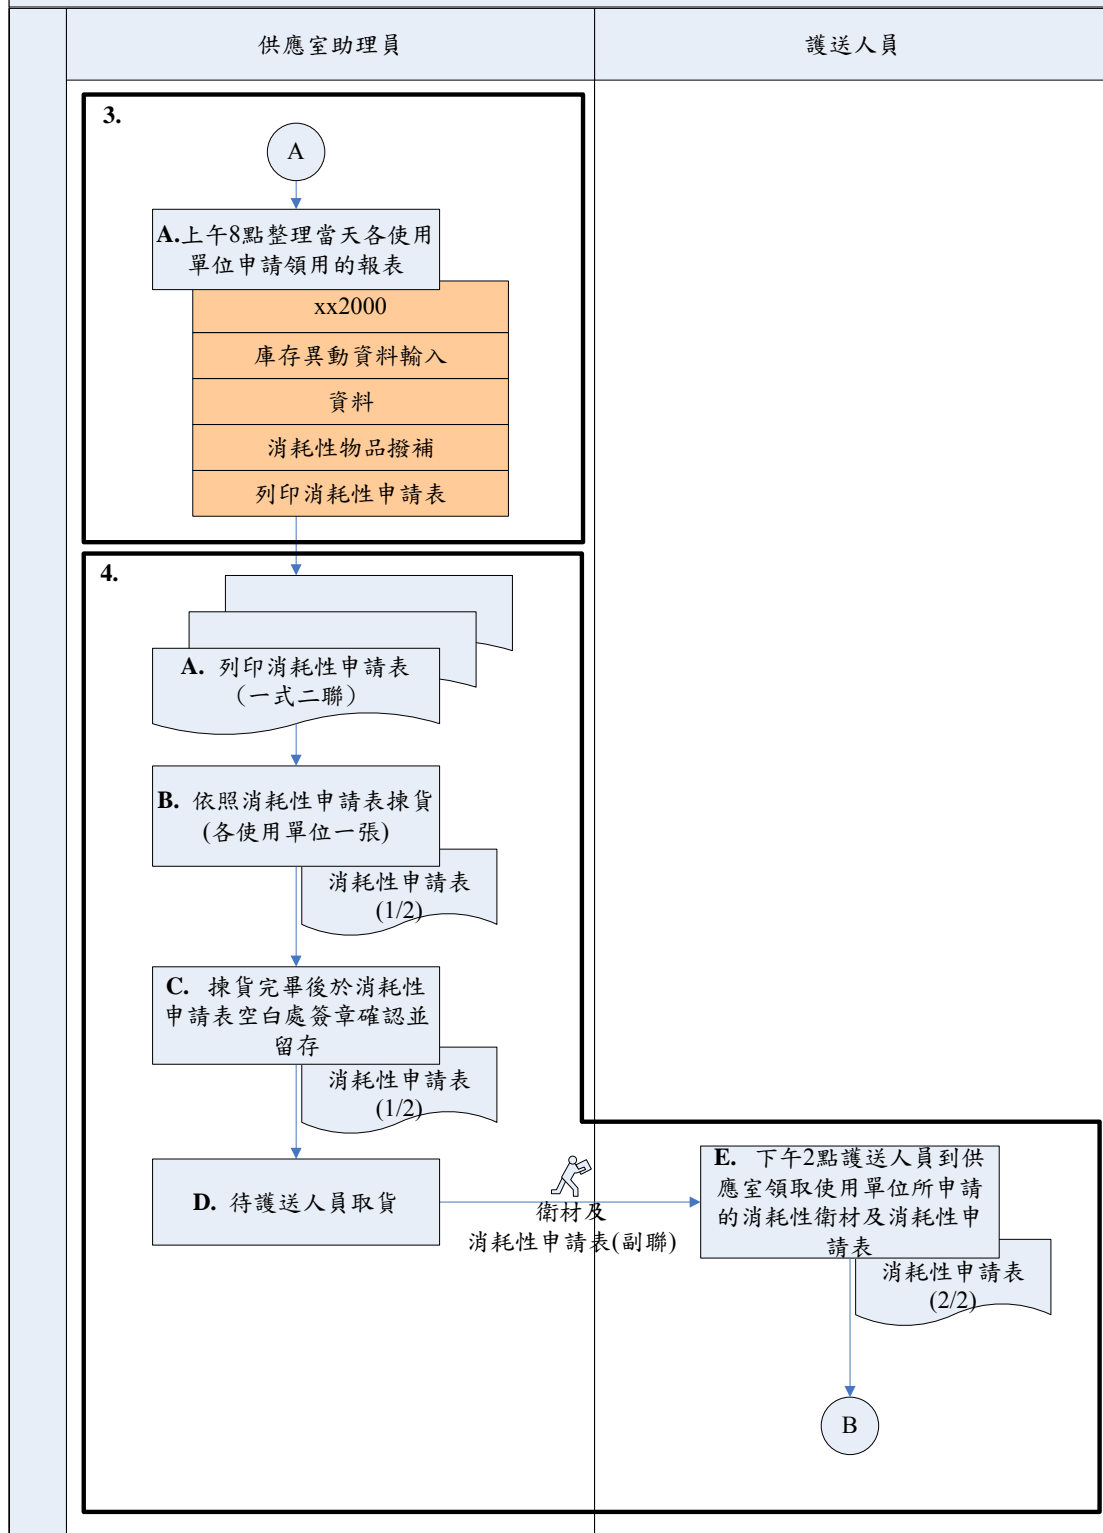 供應室助理員
護送人員
3.
A
A.上午8點整理當天各使用
單位申請領用的報表
xx2000
庫存異動資料輸入
資料
消耗性物品撥補
列印消耗性申請表
4.
A. 列印消耗性申請表
（一式二聯）
B. 依照消耗性申請表揀貨
(各使用單位一張)
消耗性申請表
(1/2)
C. 揀貨完畢後於消耗性
申請表空白處簽章確認並
留存
消耗性申請表
(1/2)
D. 待護送人員取貨
衛材及
消耗性申請表(副聯)
E. 下午2點護送人員到供
應室領取使用單位所申請
的消耗性衛材及消耗性申
請表
消耗性申請表
(2/2)
B